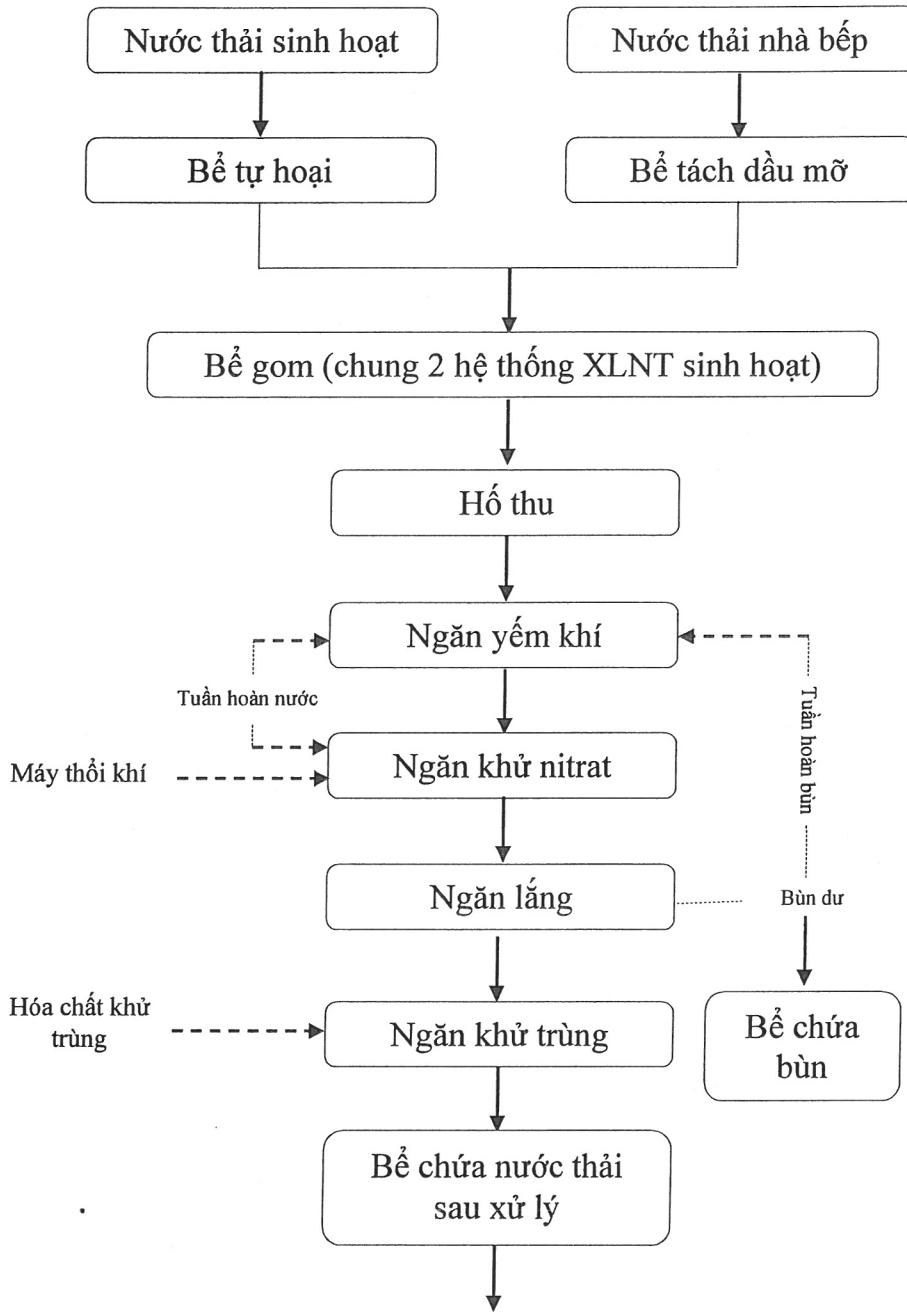 Nước thải sinh hoạt
Nước thải nhà bếp
Bể tự hoại
Bể tách dầu mỡ
Bể gom (chung 2 hệ thống XLNT sinh hoạt)
Hố thu
Ngăn yếm khí
Tuần hoàn nước
Tuần hoàn bùn
Máy thổi khí
Ngăn khử nitrat
Ngăn lắng
Bùn dư
Hóa chất khử
trùng
Ngăn khử trùng
Bể chứa
bùn
Bể chứa nước thải
sau xử lý